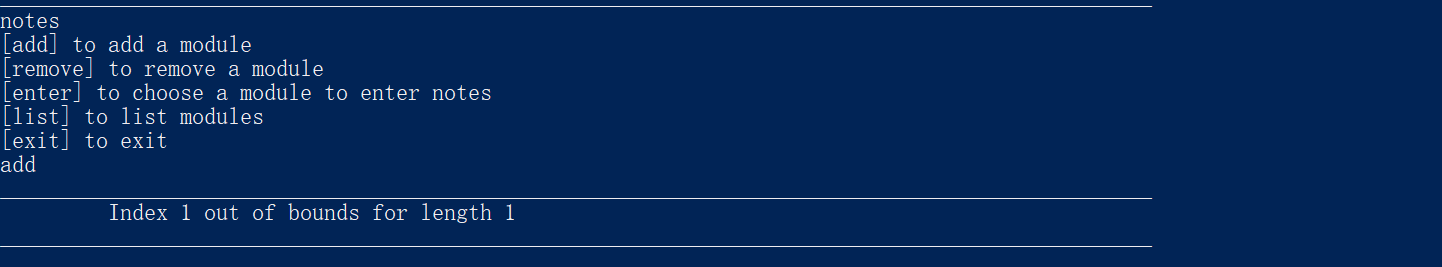 notes
[add] to add a module
[remove] to remove a module
[enter] to choose a module to enter notes
[list] to list modules
[exit] to exit
add
Index 1 out of bounds for length 1